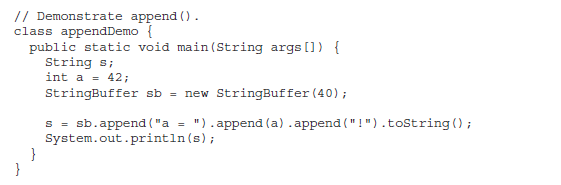 // Demonstrate append().
class appendDemo {
  public static void main(String args[]) {
    String s;
    int a = 42;
    StringBuffer sb = new StringBuffer(40);

    s = sb.append("a = ").append(a).append("!").toString();
    System.out.println(s);
  }
}